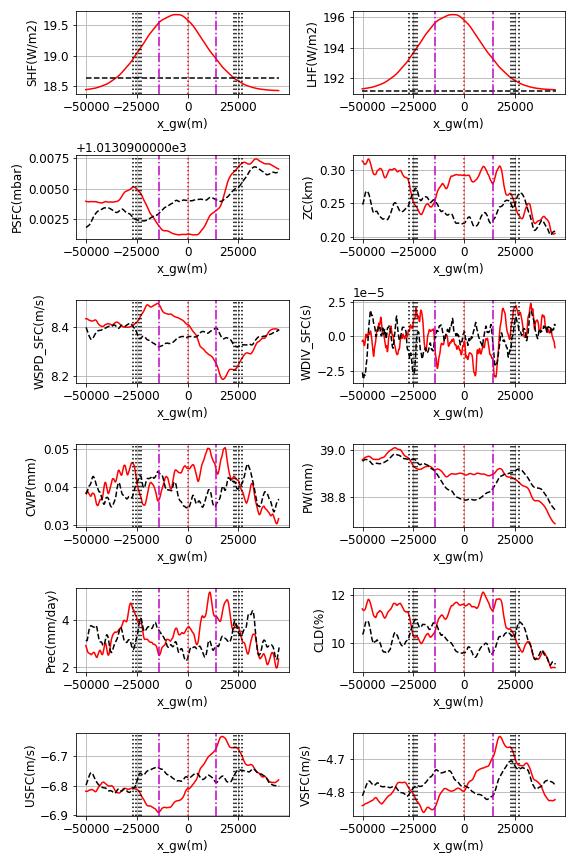 19.5
19.0
18.5
SHF(W/m2)
−50000 −25000 0 25000
x_gw(m)
196
194
192
LHF(W/m2)
−50000 −25000 0 25000
x_gw(m)
+1.0130900000e3
0.0075
0.0050
0.0025
PSFC(mbar)
−50000 −25000 0 25000
x_gw(m)
0.30
0.25
0.20
ZC(km)
−50000 −25000 0 25000
x_gw(m)
8.4
8.2
WSPD_SFC(m/s)
−50000 −25000 0 25000
x_gw(m)
1e−5
2.5
0.0
−2.5
WDIV_SFC(s)
−50000 −25000 0 25000
x_gw(m)
0.05
0.04
0.03
CWP(mm)
−50000 −25000 0 25000
x_gw(m)
39.0
38.8
PW(mm)
−50000 −25000 0 25000
x_gw(m)
4
2
Prec(mm/day)
−50000 −25000 0 25000
x_gw(m)
12
10
CLD(%)
−50000 −25000 0 25000
x_gw(m)
−6.7
−6.8
−6.9
USFC(m/s)
−50000 −25000 0 25000
x_gw(m)
−4.7
−4.8
VSFC(m/s)
−50000 −25000 0 25000
x_gw(m)